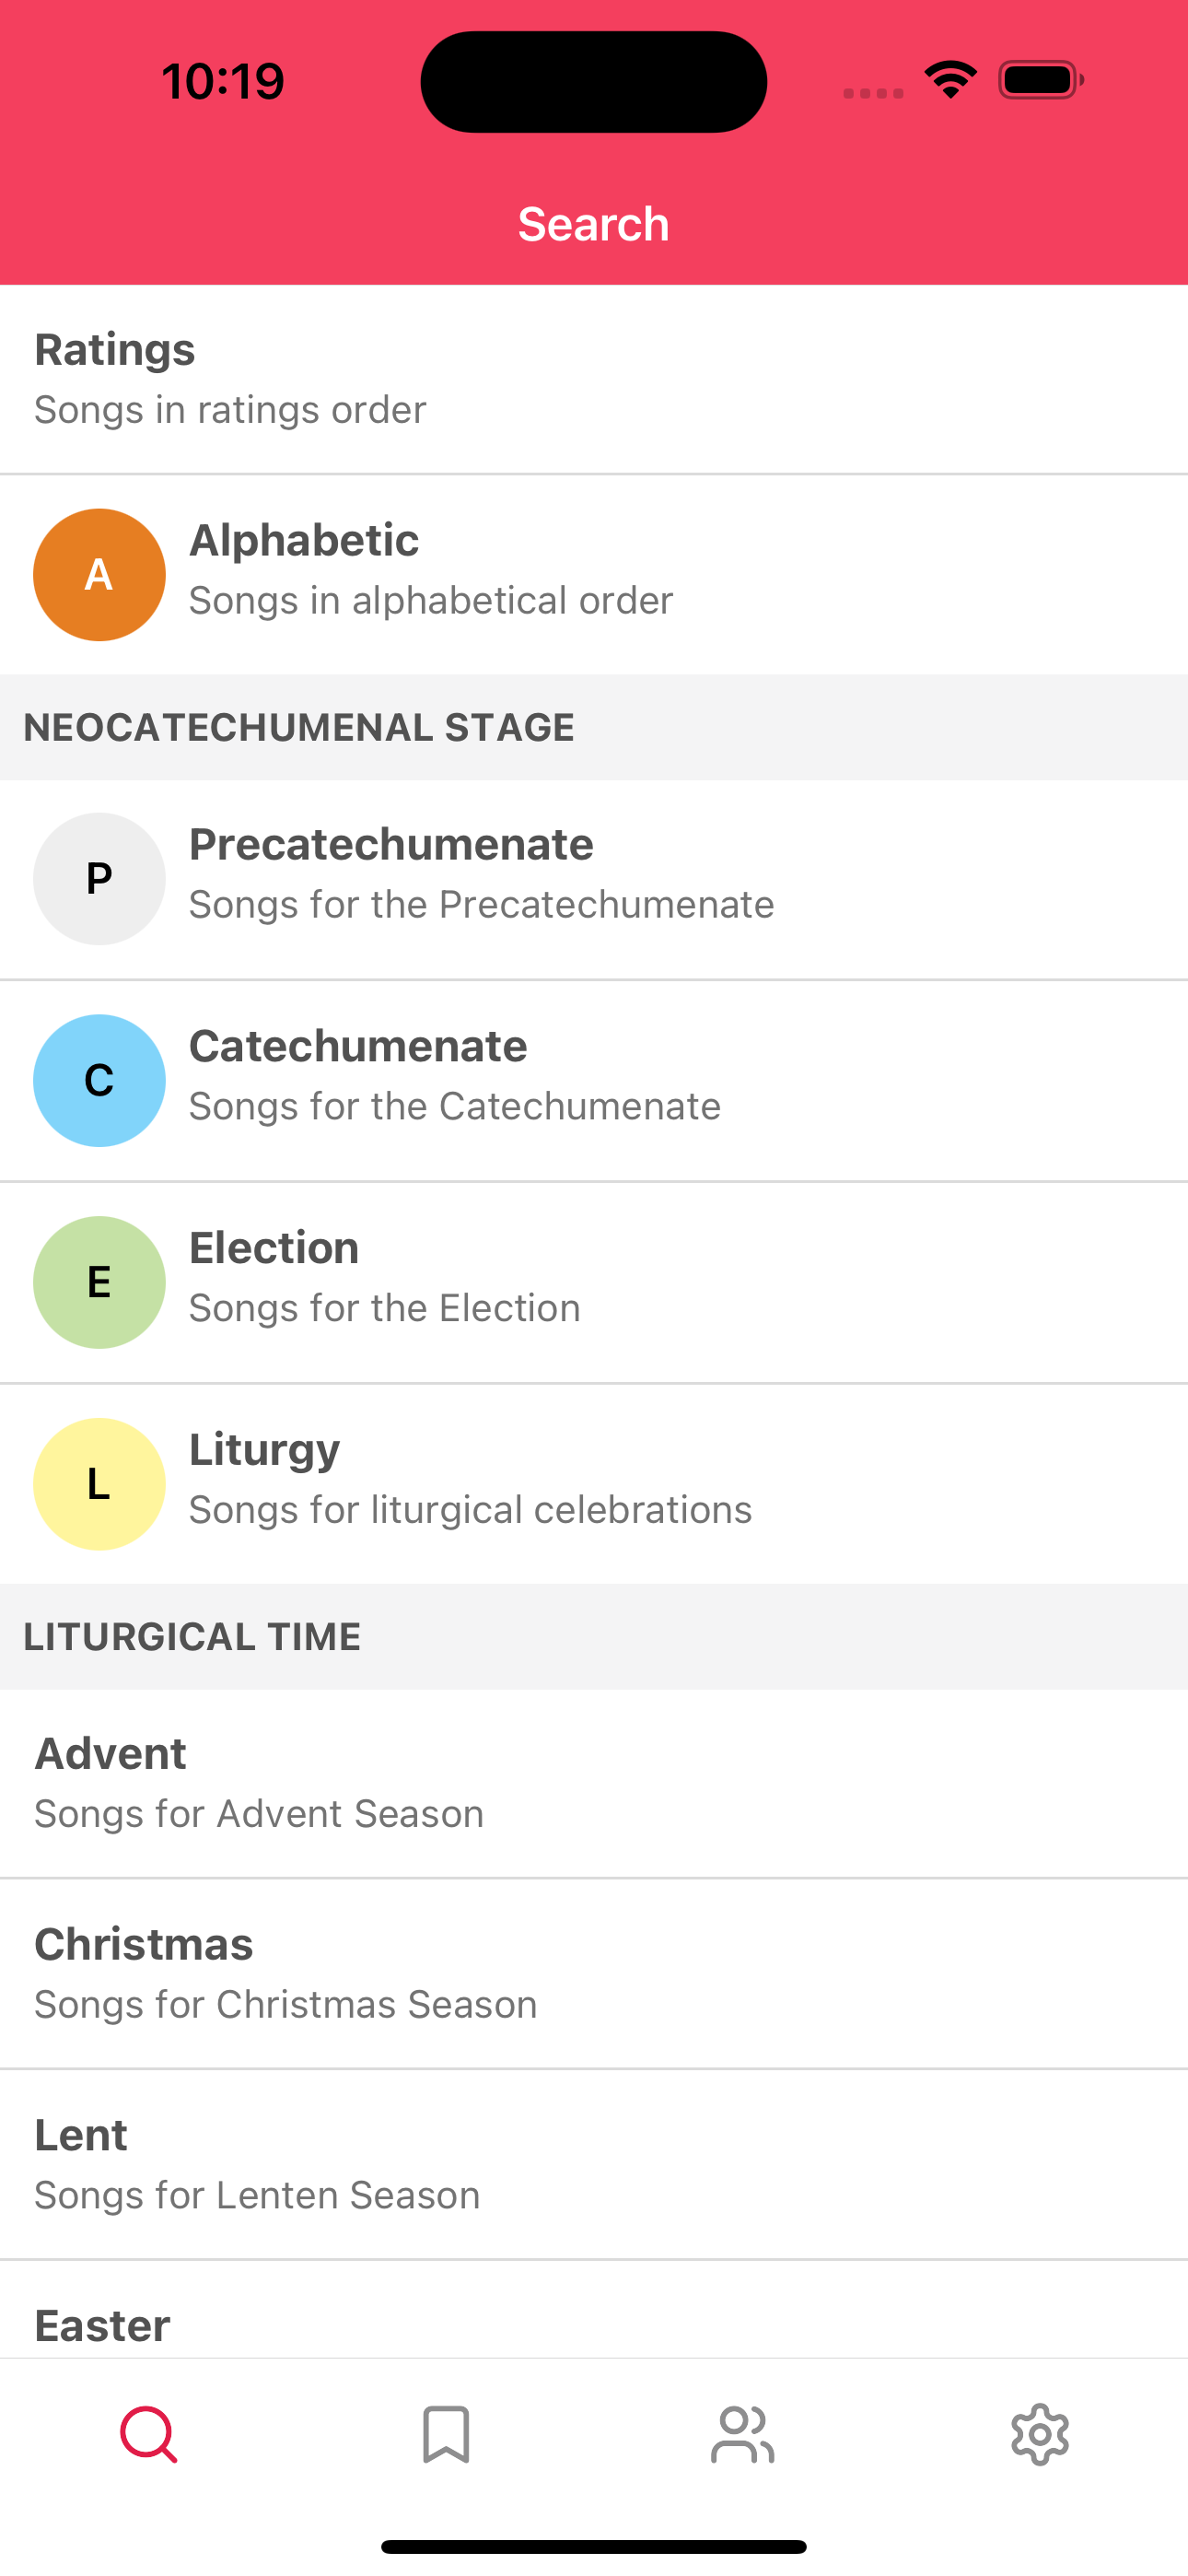 10:19
Search
Ratings
Songs in ratings order
A
Alphabetic
Songs in alphabetical order
NEOCATECHUMENAL STAGE
P
Precatechumenate
Songs for the Precatechumenate
C
Catechumenate
Songs for the Catechumenate
E
Election
Songs for the Election
L
Liturgy
Songs for liturgical celebrations
LITURGICAL TIME
Advent
Songs for Advent Season
Christmas
Songs for Christmas Season
Lent
Songs for Lenten Season
Easter